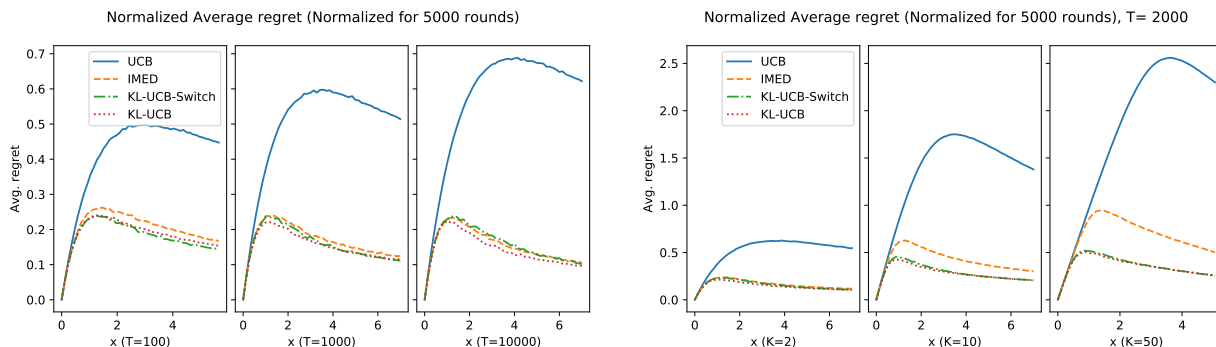 Normalized Average regret (Normalized for 5000 rounds)
Avg. regret
0.7
0.6
0.5
0.4
0.3
0.2
0.1
0.0
UCB
IMED
KL-UCB-Switch
KL-UCB
0 2 4
x (T=100)
0 2 4 6
x (T=1000)
0 2 4 6
x (T=10000)
Normalized Average regret (Normalized for 5000 rounds), T= 2000
Avg. regret
2.5
2.0
1.5
1.0
0.5
0.0
UCB
IMED
KL-UCB-Switch
KL-UCB
0 2 4 6
x (K=2)
0 2 4 6
x (K=10)
0 2 4
x (K=50)